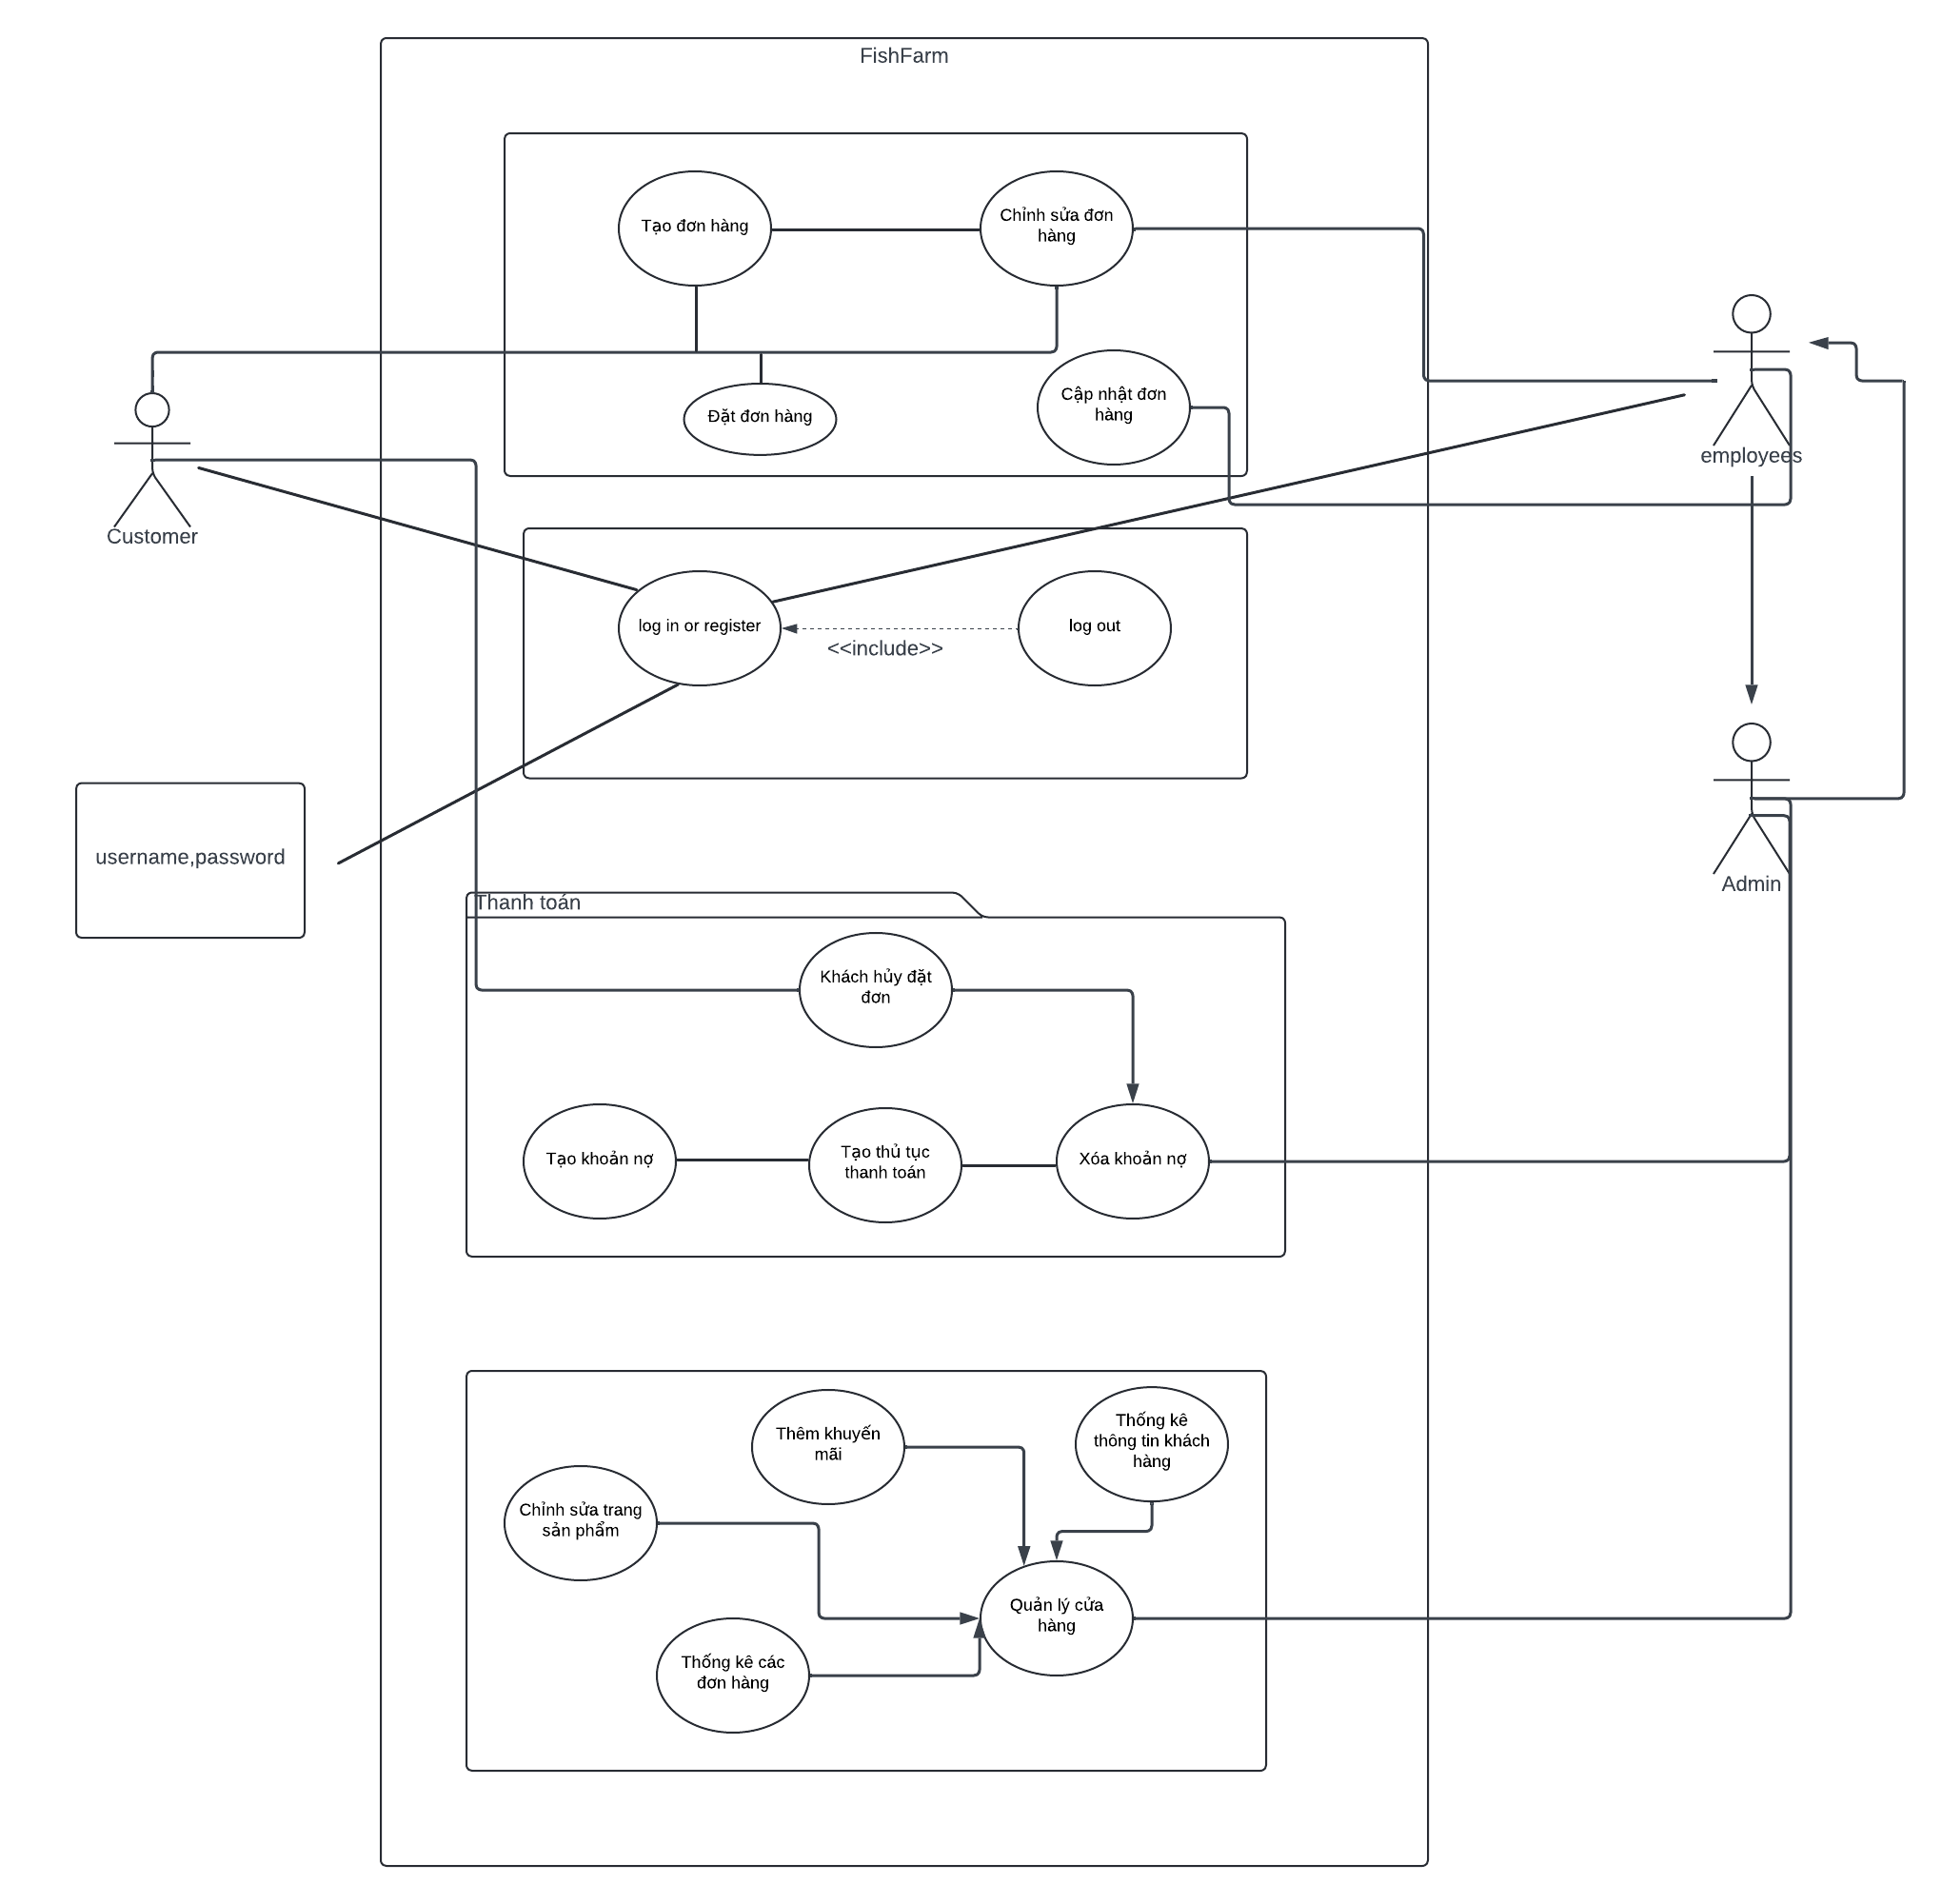 FishFarm
Tạo đơn hàng
Chỉnh sửa đơn
hàng
Đặt đơn hàng
Cập nhật đơn
hàng
employees
Customer
log in or register
<<include>>
log out
username,password
Admin
Thanh toán
Khách hủy đặt
đơn
Tạo khoản nợ
Tạo thủ tục
thanh toán
Xóa khoản nợ
Thêm khuyến
mãi
Thống kê
thông tin khách
hàng
Chỉnh sửa trang
sản phẩm
Quản lý cửa
hàng
Thống kê các
đơn hàng